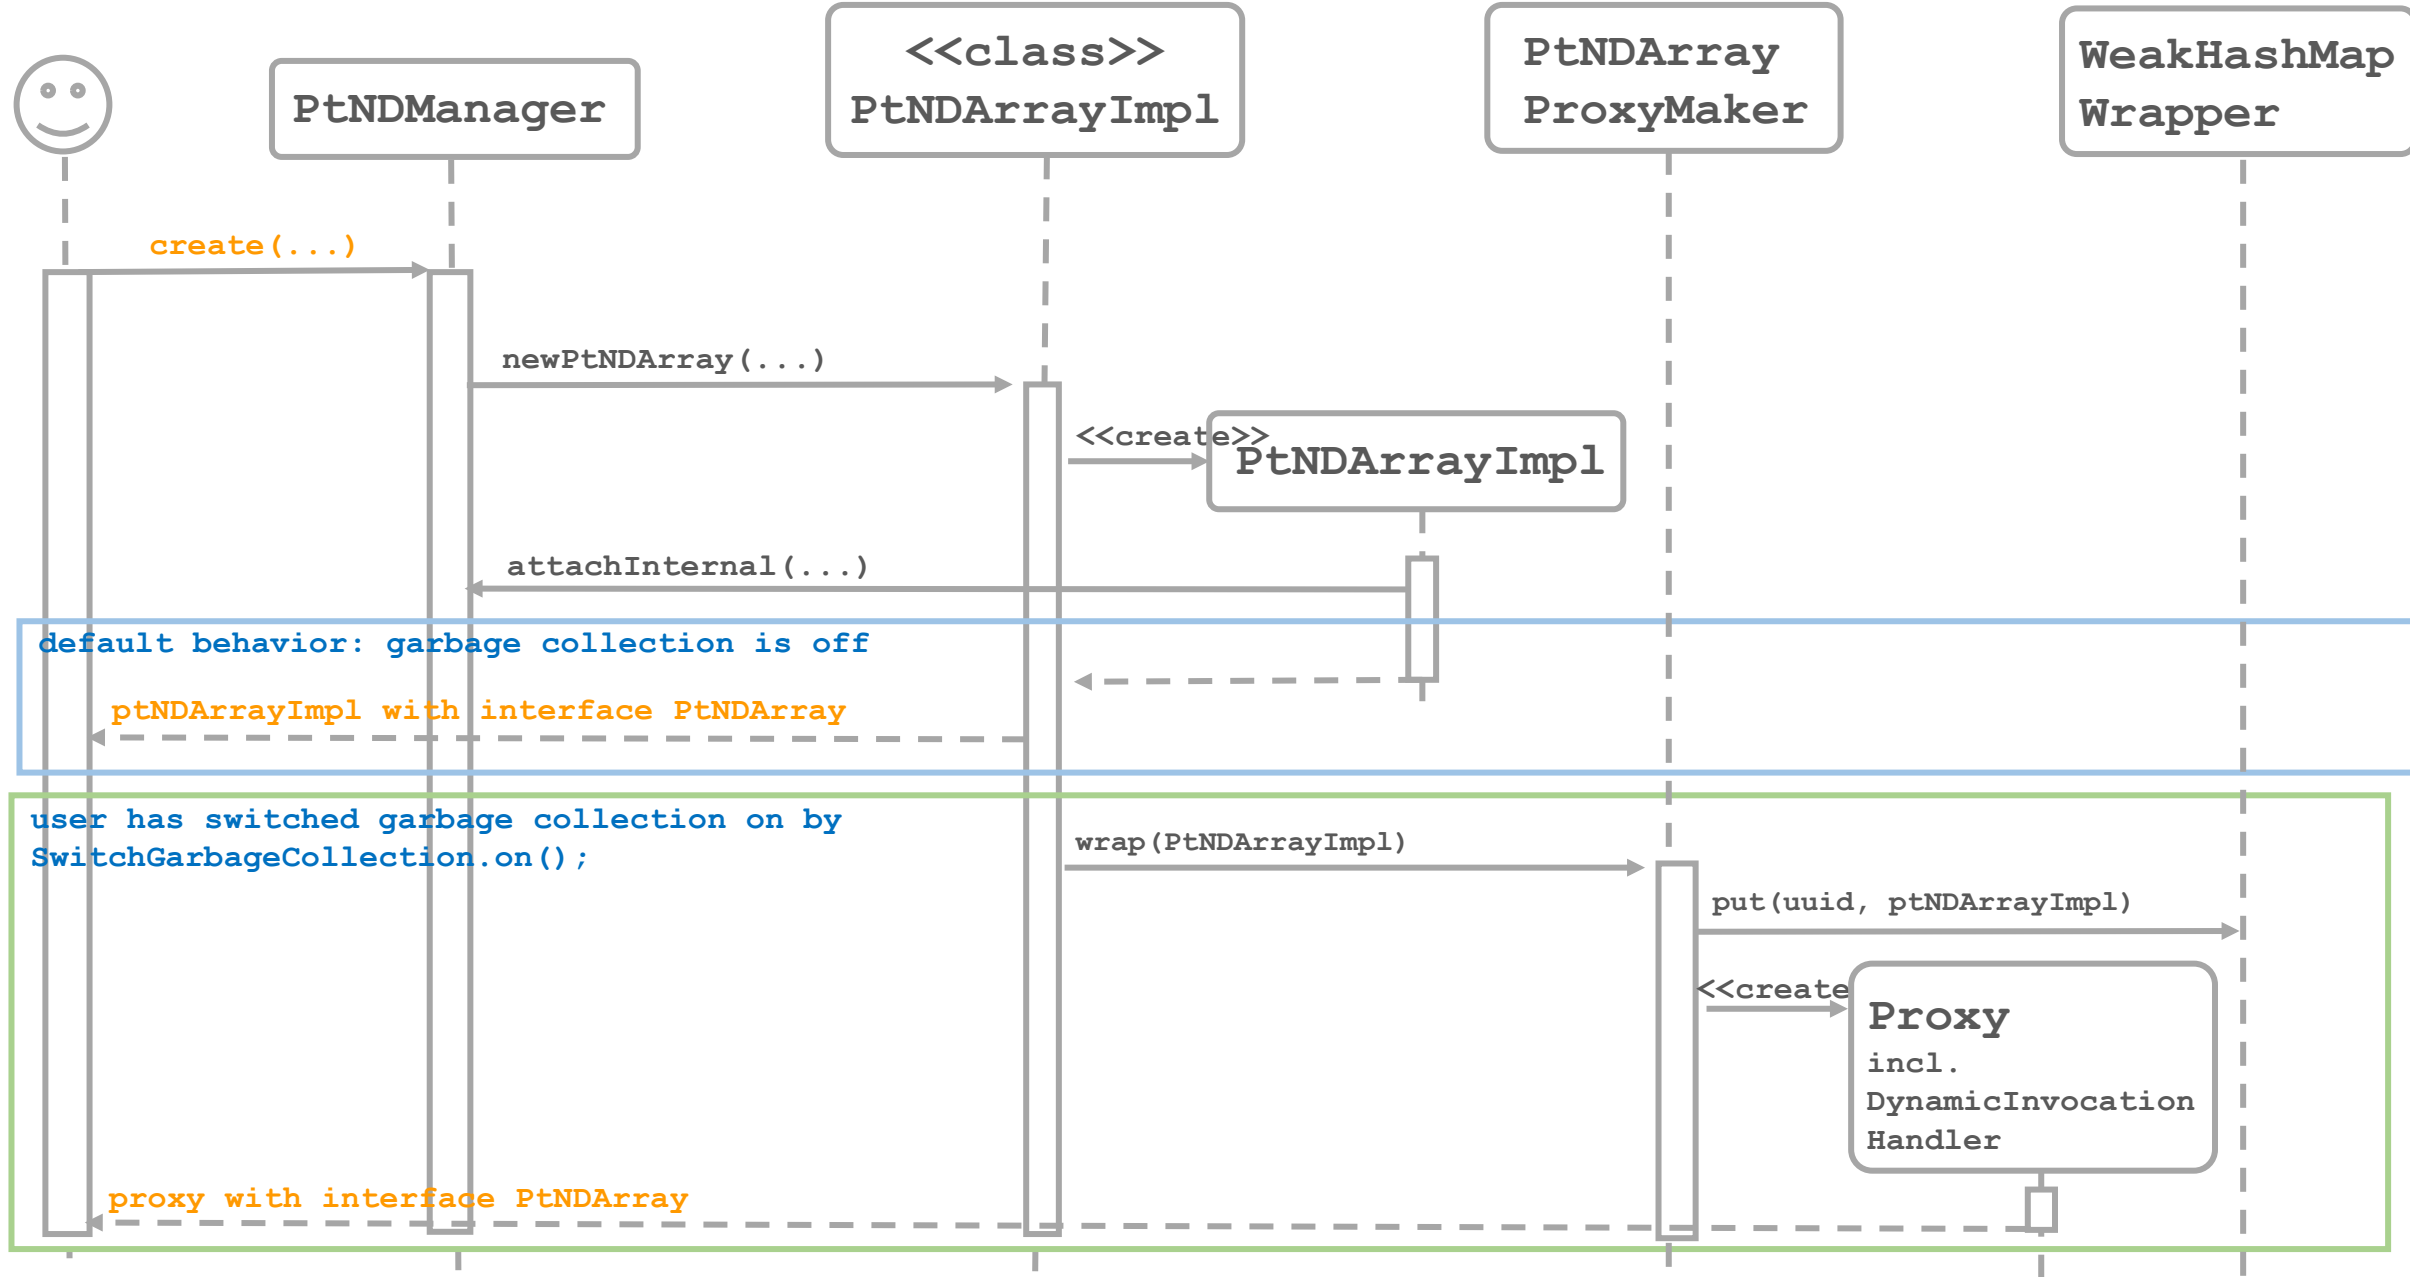 PtNDManager
<<class>>
PtNDArrayImpl
PtNDArray
ProxyMaker
WeakHashMap
Wrapper
create(...)
newPtNDArray(...)
<<create>>
PtNDArrayImpl
attachInternal(...)
default behavior: garbage collection is off
ptNDArrayImpl with interface PtNDArray
user has switched garbage collection on by
SwitchGarbageCollection.on();
wrap(PtNDArrayImpl)
put(uuid, ptNDArrayImpl)
<<create
Proxy
incl.
DynamicInvocation
Handler
proxy with interface PtNDArray